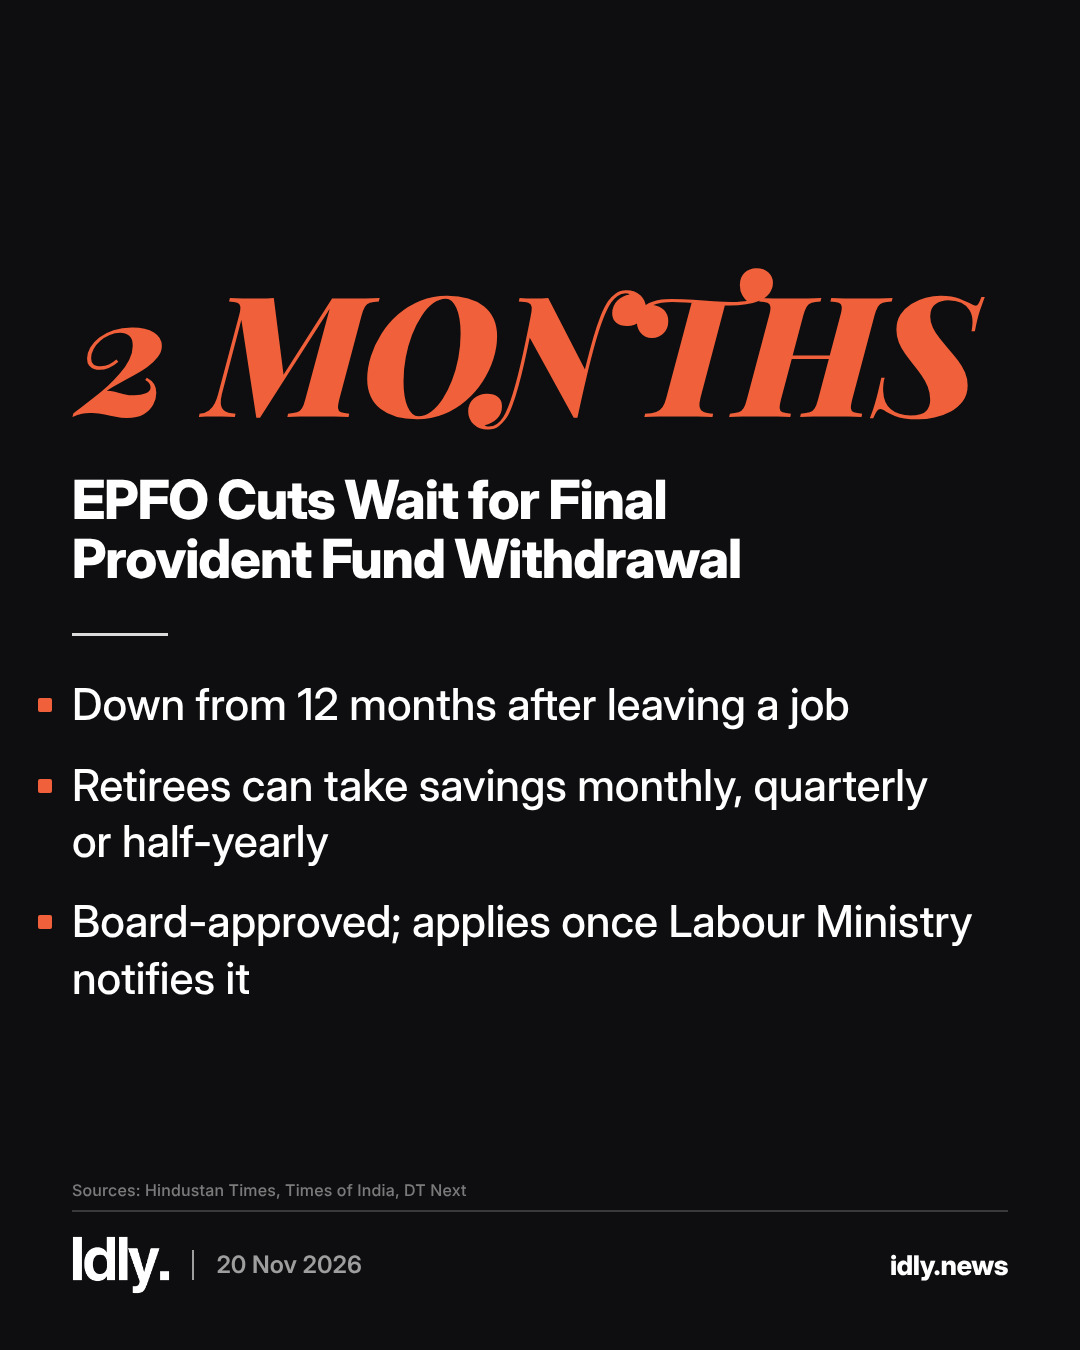 2 MONTHS
EPFO Cuts Wait for Final
Provident Fund Withdrawal
Down from 12 months after leaving a job
Retirees can take savings monthly, quarterly
or half-yearly
Board-approved; applies once Labour Ministry
notifies it
Sources: Hindustan Times, Times of India, DT Next
Idly. | 20 Nov 2026
idly.news